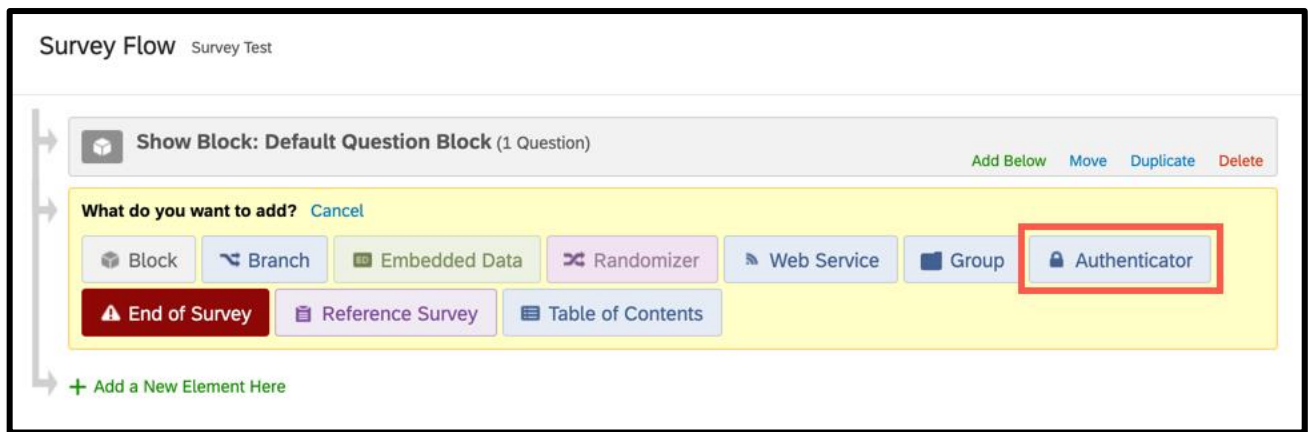 Survey Flow Survey Test
Show Block: Default Question Block (1 Question)
Add Below Move Duplicate Delete
What do you want to add? Cancel
Block Branch ED Embedded Data Randomizer Web Service Group Authenticator
End of Survey Reference Survey Table of Contents
+ Add a New Element Here